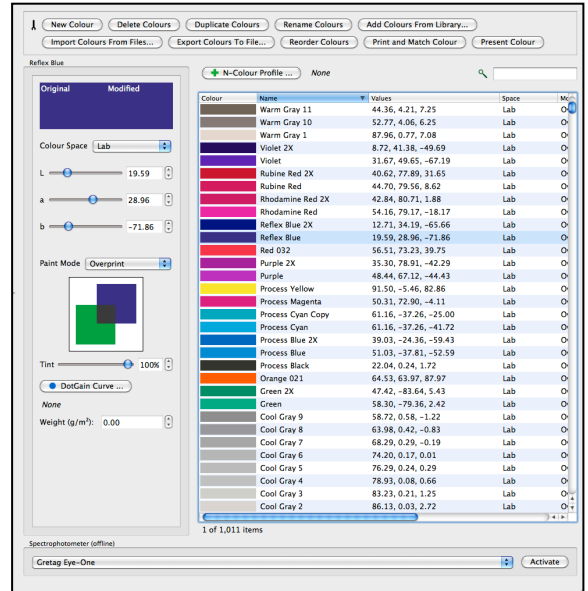 New Colour Delete Colours Duplicate Colours Rename Colours Add Colours From Library...
Import Colours From Files... Export Colours To File... Reorder Colours Print and Match Colour Present Colour
Reflex Blue
N-Colour Profile ... None
Original Modified
Colour Space Lab
L 19.59
a 28.96
b -71.86
Paint Mode Overprint
Tint 100%
DotGain Curve ...
None
Weight (g/m²): 0.00
Colour Name Values Space
Warm Gray 11 44.36, 4.21, 7.25 Lab
Warm Gray 10 52.77, 4.06, 6.25 Lab
Warm Gray 1 87.96, 0.77, 7.08 Lab
Violet 2X 8.72, 41.38, -49.69 Lab
Violet 31.67, 49.65, -67.19 Lab
Rubine Red 2X 40.62, 77.89, 31.65 Lab
Rubine Red 44.70, 79.56, 8.62 Lab
Rhodamine Red 2X 42.84, 80.71, 1.88 Lab
Rhodamine Red 54.16, 79.17, -18.17 Lab
Reflex Blue 2X 12.71, 34.19, -65.66 Lab
Reflex Blue 19.59, 28.96, -71.86 Lab
Red 032 56.51, 73.23, 39.75 Lab
Purple 2X 35.30, 78.91, -42.29 Lab
Purple 48.44, 67.12, -44.43 Lab
Process Yellow 91.50, -5.46, 82.86 Lab
Process Magenta 50.31, 72.90, -4.11 Lab
Process Cyan Copy 61.16, -37.26, -25.00 Lab
Process Cyan 61.16, -37.26, -41.72 Lab
Process Blue 2X 39.03, -24.36, -59.43 Lab
Process Blue 51.03, -37.81, -52.59 Lab
Process Black 22.04, 0.24, 1.72 Lab
Orange 021 64.53, 63.97, 87.97 Lab
Green 2X 47.42, -83.64, 5.43 Lab
Green 58.30, -79.36, 2.42 Lab
Cool Gray 9 58.72, 0.58, -1.22 Lab
Cool Gray 8 63.98, 0.42, -0.83 Lab
Cool Gray 7 68.29, 0.29, -0.19 Lab
Cool Gray 6 74.20, 0.17, 0.01 Lab
Cool Gray 5 76.29, 0.24, 0.29 Lab
Cool Gray 4 78.93, 0.08, 0.66 Lab
Cool Gray 3 83.23, 0.21, 1.25 Lab
Cool Gray 2 86.13, 0.03, 2.72 Lab
1 of 1,011 items
Spectrophotometer (offline)
Gretag Eye-One Activate